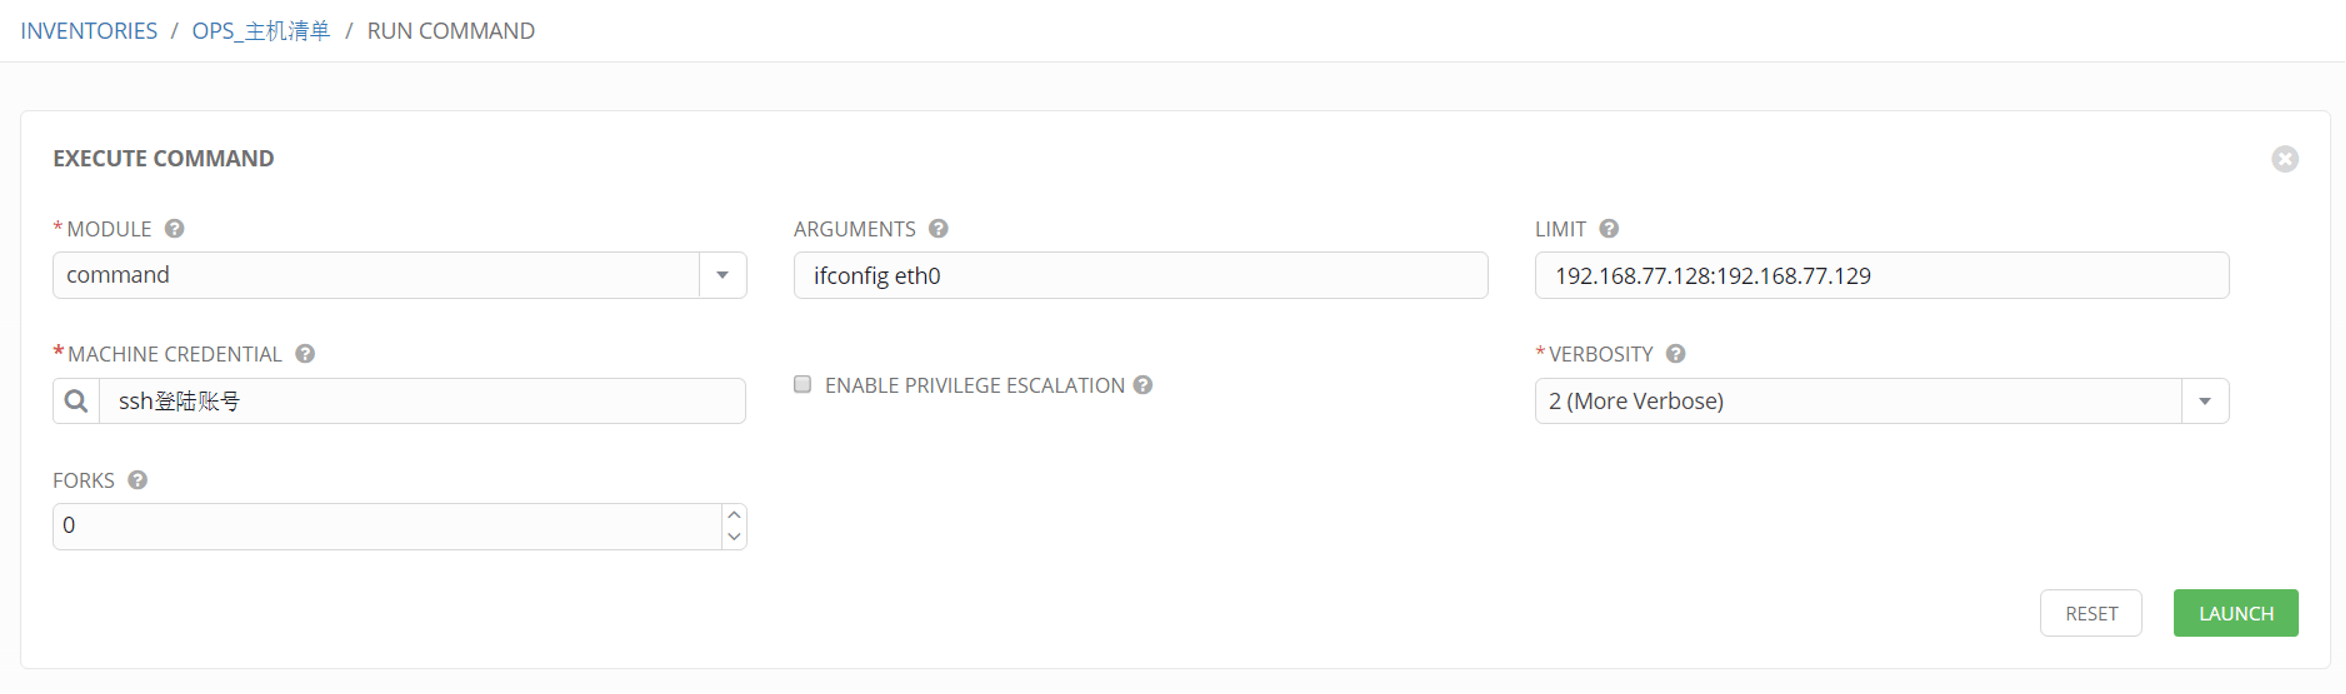 INVENTORIES / OPS_主机清单 / RUN COMMAND
EXECUTE COMMAND
* MODULE
command
ARGUMENTS
ifconfig eth0
LIMIT
192.168.77.128:192.168.77.129
* MACHINE CREDENTIAL
ssh登陆账号
ENABLE PRIVILEGE ESCALATION
* VERBOSITY
2 (More Verbose)
FORKS
0
RESET
LAUNCH